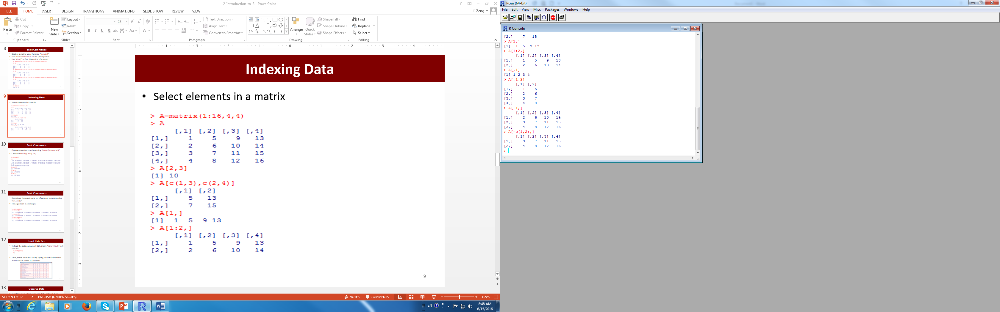 2-Introduction-to-R - PowerPoint
FILE HOME INSERT DESIGN TRANSITIONS ANIMATIONS SLIDE SHOW REVIEW VIEW
Li Zeng
Paste
Cut
Copy
Format Painter
Clipboard
New Slide
Layout
Reset
Section
Slides
28
Font
Paragraph
Text Direction
Align Text
Convert to SmartArt
Arrange
Quick Styles
Shape Fill
Shape Outline
Shape Effects
Drawing
Find
Replace
Select
Editing
8
Basic Commands
• Declare a matrix using function "matrix()"
• Use "byrow=TRUE/FALSE" to specify order
• Use "dim()" to find dimension of a matrix
9
Indexing Data
• Select elements in a matrix
10
Basic Commands
• Generate random numbers using "rnorm(n,mean,sd)"
• Calculate mean(), var(), sd()
11
Basic Commands
• Reproduce the exact same set of random numbers using
"set.seed()"
• The argument is an integer.
12
Load Data Set
• To load the data package of ISLR, insert "library(ISLR)" in R
console
• Then, check each data set by typing its name in console
13
Observe Data
Indexing Data
• Select elements in a matrix
> A=matrix(1:16,4,4)
> A
[,1] [,2] [,3] [,4]
[1,] 1 5 9 13
[2,] 2 6 10 14
[3,] 3 7 11 15
[4,] 4 8 12 16
> A[2,3]
[1] 10
> A[c(1,3),c(2,4)]
[,1] [,2]
[1,] 5 13
[2,] 7 15
> A[1,]
[1] 1 5 9 13
> A[1:2,]
[,1] [,2] [,3] [,4]
[1,] 1 5 9 13
[2,] 2 6 10 14
9
SLIDE 9 OF 17 ENGLISH (UNITED STATES) NOTES COMMENTS 109%
RGui (64-bit)
File Edit View Misc Packages Windows Help
STOP
R Console
[2,] 7 15
> A[1,]
[1] 1 5 9 13
> A[1:2,]
[,1] [,2] [,3] [,4]
[1,] 1 5 9 13
[2,] 2 6 10 14
> A[,1]
[1] 1 2 3 4
> A[,1:2]
[,1] [,2]
[1,] 1 5
[2,] 2 6
[3,] 3 7
[4,] 4 8
> A[-1,]
[,1] [,2] [,3] [,4]
[1,] 2 6 10 14
[2,] 3 7 11 15
[3,] 4 8 12 16
> A[-c(1,2),]
[,1] [,2] [,3] [,4]
[1,] 3 7 11 15
[2,] 4 8 12 16
>
EN
8:48 AM
6/15/2016